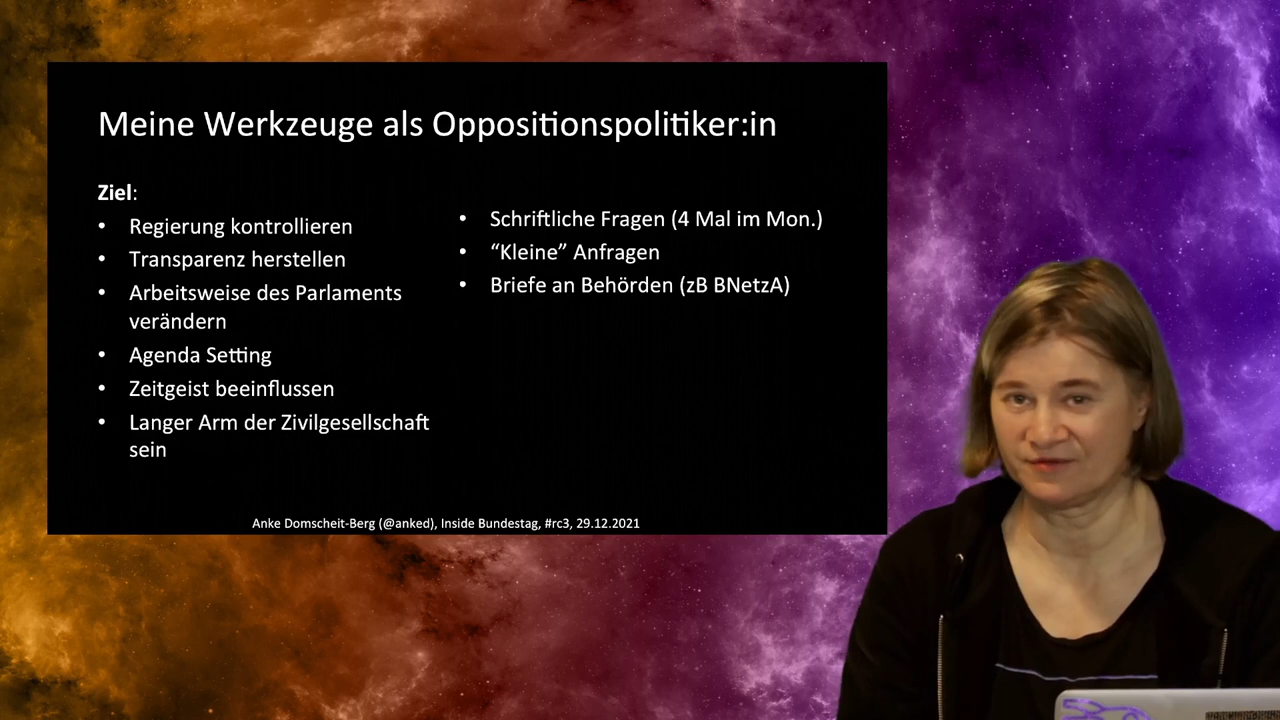 Meine Werkzeuge als Oppositionspolitiker:in
Ziel:
• Regierung kontrollieren
• Transparenz herstellen
• Arbeitsweise des Parlaments
verändern
• Agenda Setting
• Zeitgeist beeinflussen
• Langer Arm der Zivilgesellschaft
sein
• Schriftliche Fragen (4 Mal im Mon.)
• “Kleine” Anfragen
• Briefe an Behörden (zB BNetzA)
Anke Domscheit-Berg (@anked), Inside Bundestag, #rc3, 29.12.2021